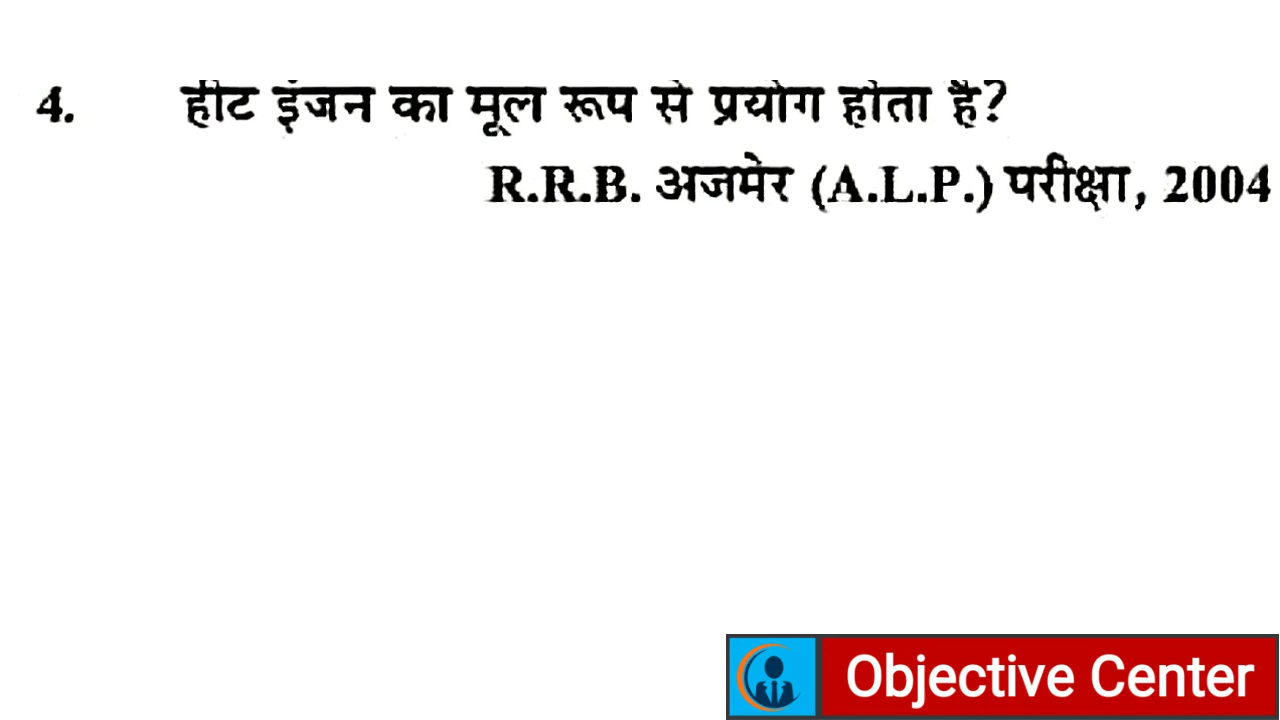 4. हीट इंजन का मूल रूप से प्रयोग होता है?
R.R.B. अजमेर (A.L.P.) परीक्षा, 2004
Objective Center